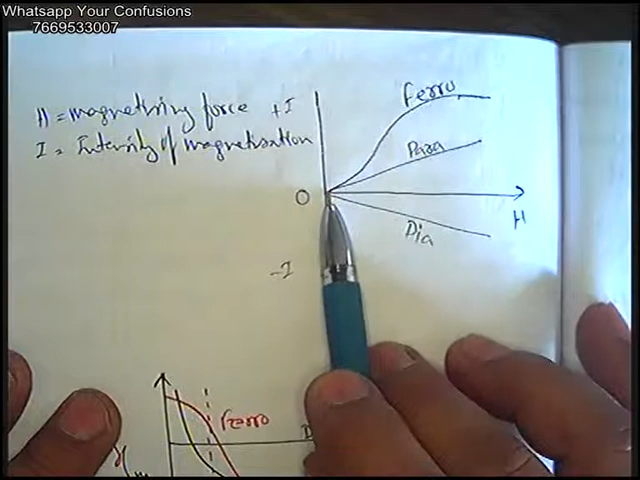 Whatsapp Your Confusions
7669533007
H = magnetising force
I = Intensity of magnetisation
+I
Ferro
Para
O
H
Dia
-I
Ferro